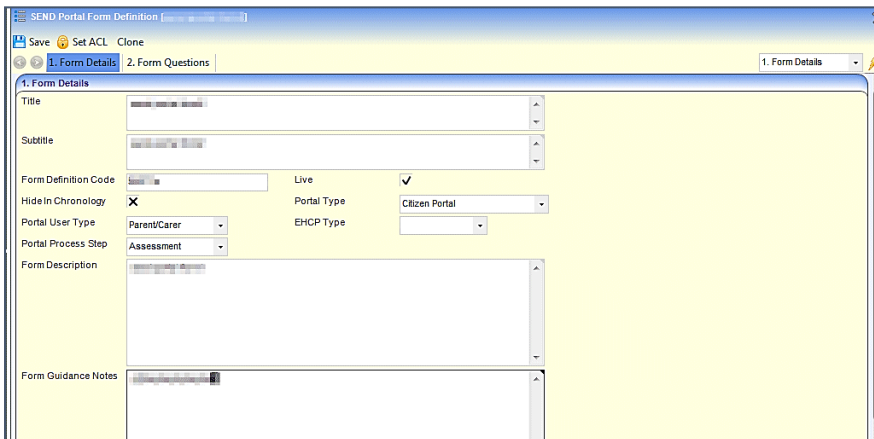 SEND Portal Form Definition [
Save Set ACL Clone
1. Form Details 2. Form Questions 1. Form Details
1. Form Details
Title
Subtitle
Form Definition Code Live
Hide In Chronology Portal Type Citizen Portal
Portal User Type Parent/Carer EHCP Type
Portal Process Step Assessment
Form Description
Form Guidance Notes